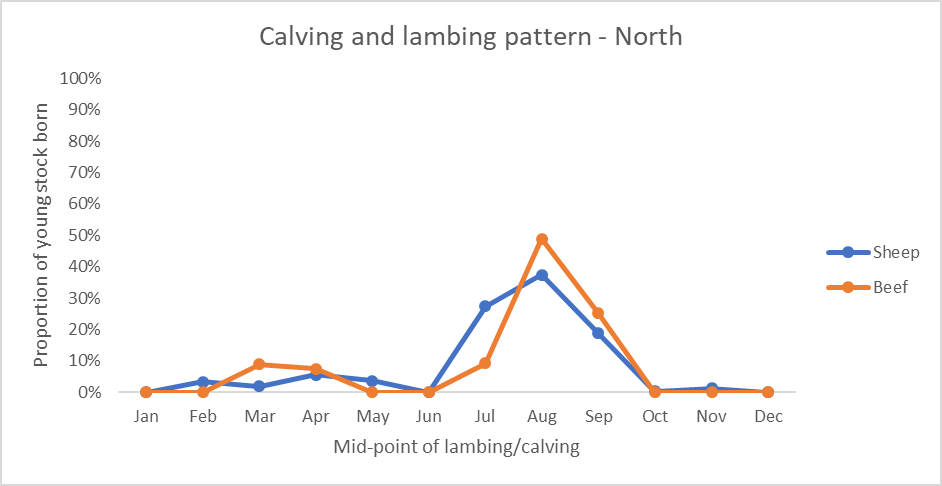 Calving and lambing pattern - North
Proportion of young stock born
100%
90%
80%
70%
60%
50%
40%
30%
20%
10%
0%
Jan Feb Mar Apr May Jun Jul Aug Sep Oct Nov Dec
Mid-point of lambing/calving
Sheep
Beef